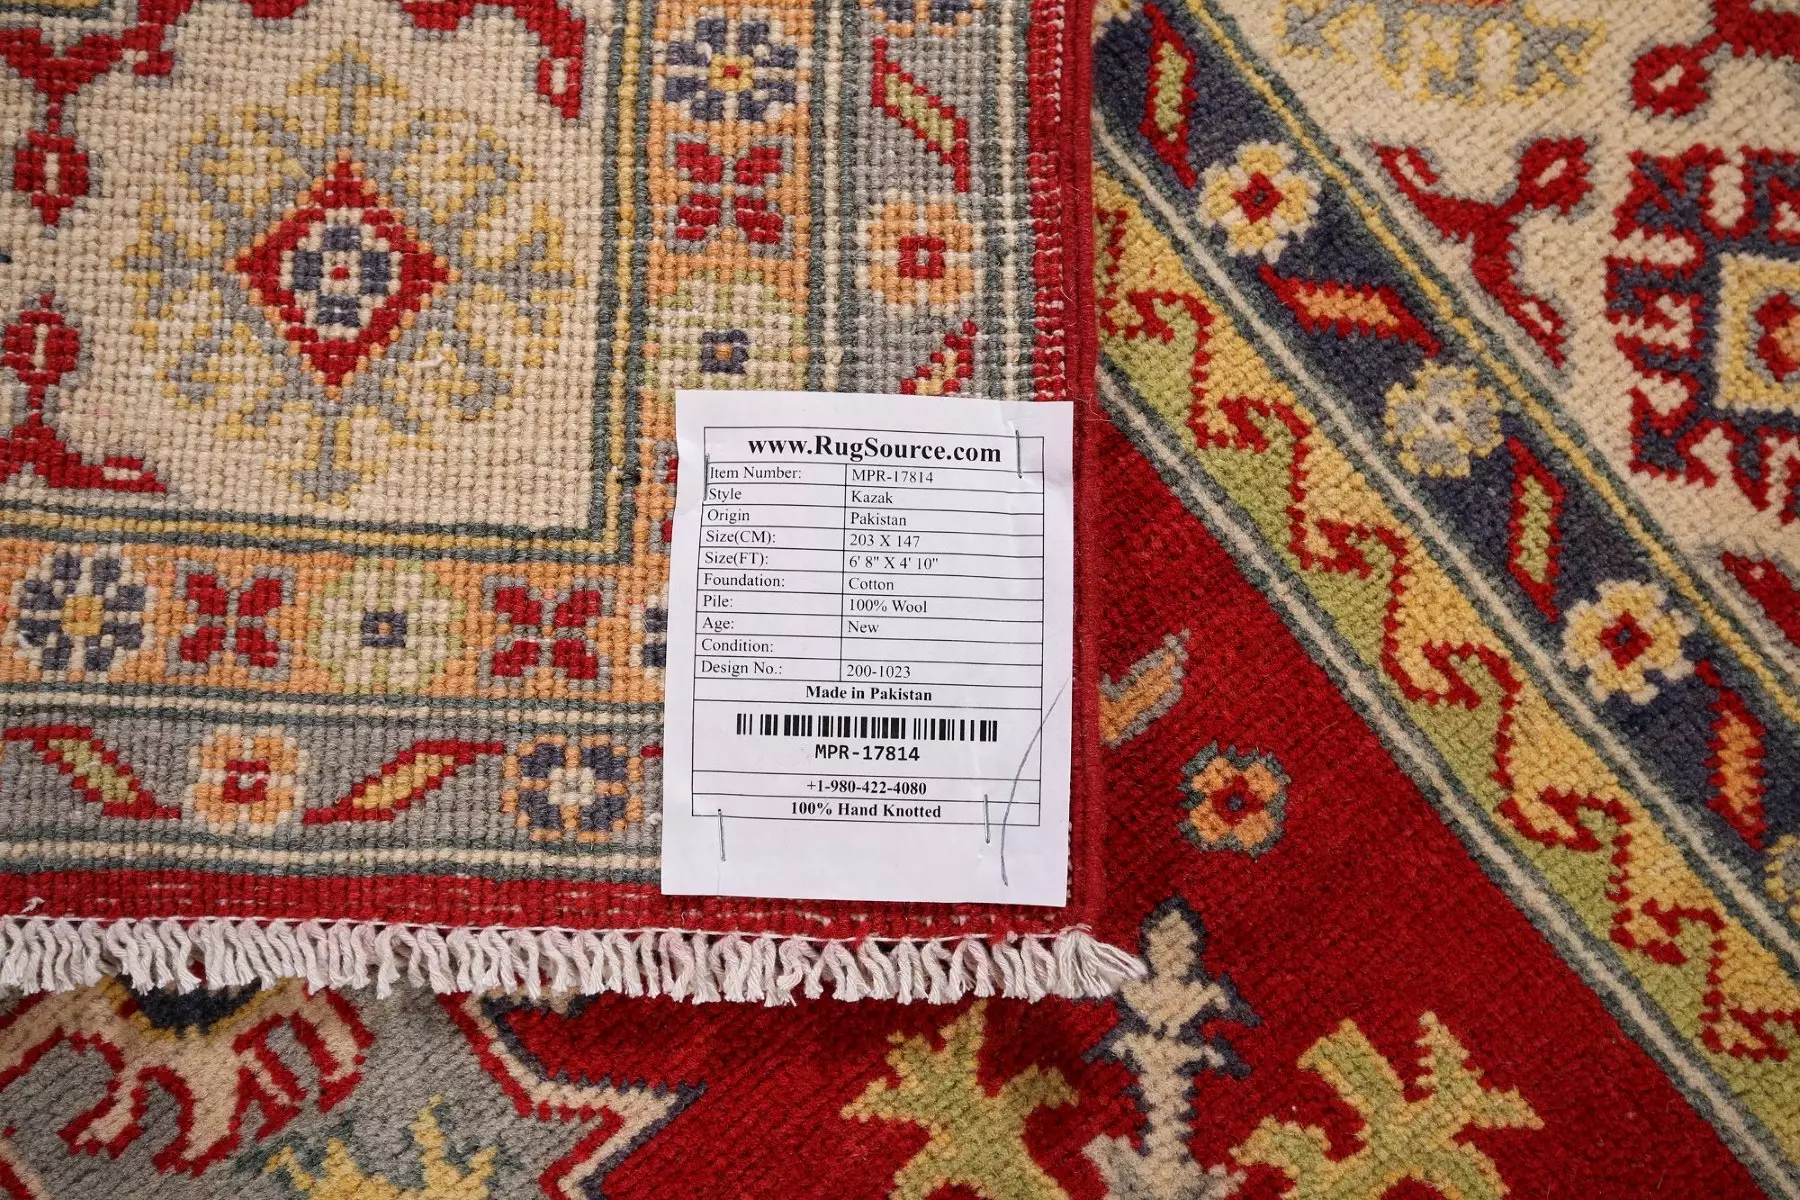 www.RugSource.com
Item Number: MPR-17814
Style Kazak
Origin Pakistan
Size(CM): 203 X 147
Size(FT): 6' 8" X 4' 10"
Foundation: Cotton
Pile: 100% Wool
Age: New
Condition:
Design No.: 200-1023
Made in Pakistan
MPR-17814
+1-980-422-4080
100% Hand Knotted